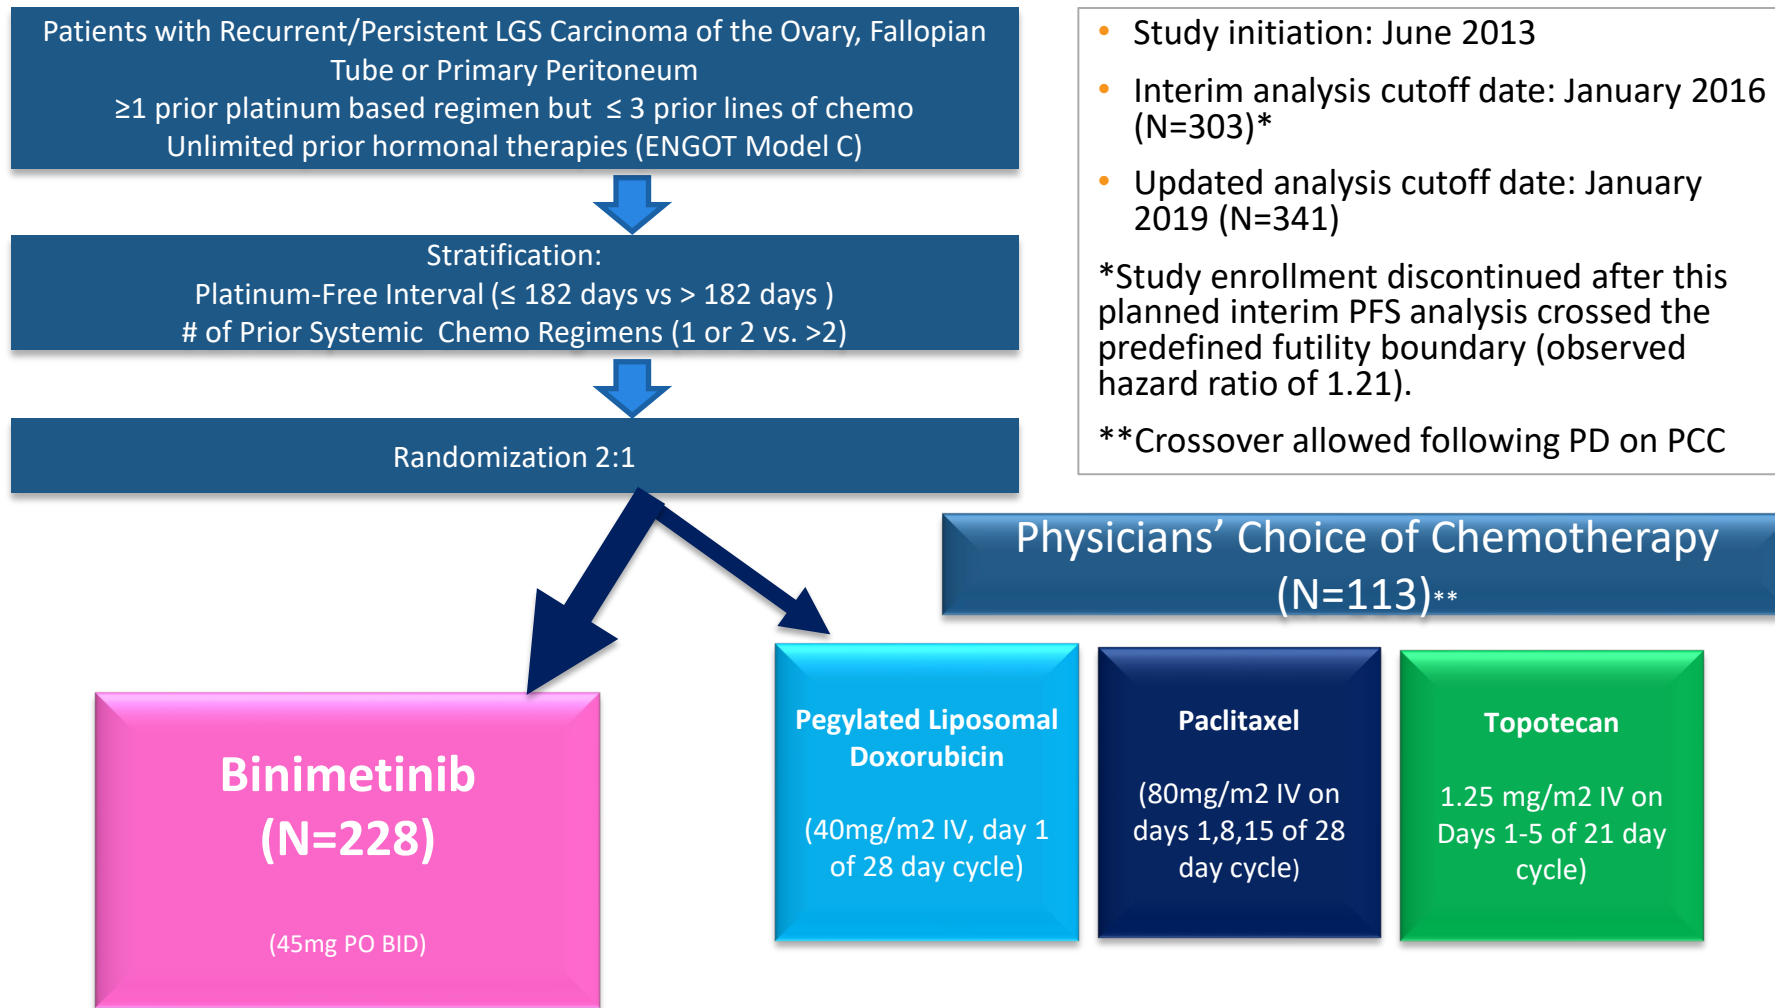 Patients with Recurrent/Persistent LGS Carcinoma of the Ovary, Fallopian
Tube or Primary Peritoneum
≥1 prior platinum based regimen but ≤ 3 prior lines of chemo
Unlimited prior hormonal therapies (ENGOT Model C)
Stratification:
Platinum-Free Interval (≤ 182 days vs > 182 days )
# of Prior Systemic Chemo Regimens (1 or 2 vs. >2)
Randomization 2:1
• Study initiation: June 2013
• Interim analysis cutoff date: January 2016
(N=303)*
• Updated analysis cutoff date: January
2019 (N=341)
*Study enrollment discontinued after this
planned interim PFS analysis crossed the
predefined futility boundary (observed
hazard ratio of 1.21).
**Crossover allowed following PD on PCC
Physicians’ Choice of Chemotherapy
(N=113)**
Binimetinib
(N=228)
(45mg PO BID)
Pegylated Liposomal
Doxorubicin
(40mg/m2 IV, day 1
of 28 day cycle)
Paclitaxel
(80mg/m2 IV on
days 1,8,15 of 28
day cycle)
Topotecan
1.25 mg/m2 IV on
Days 1-5 of 21 day
cycle)